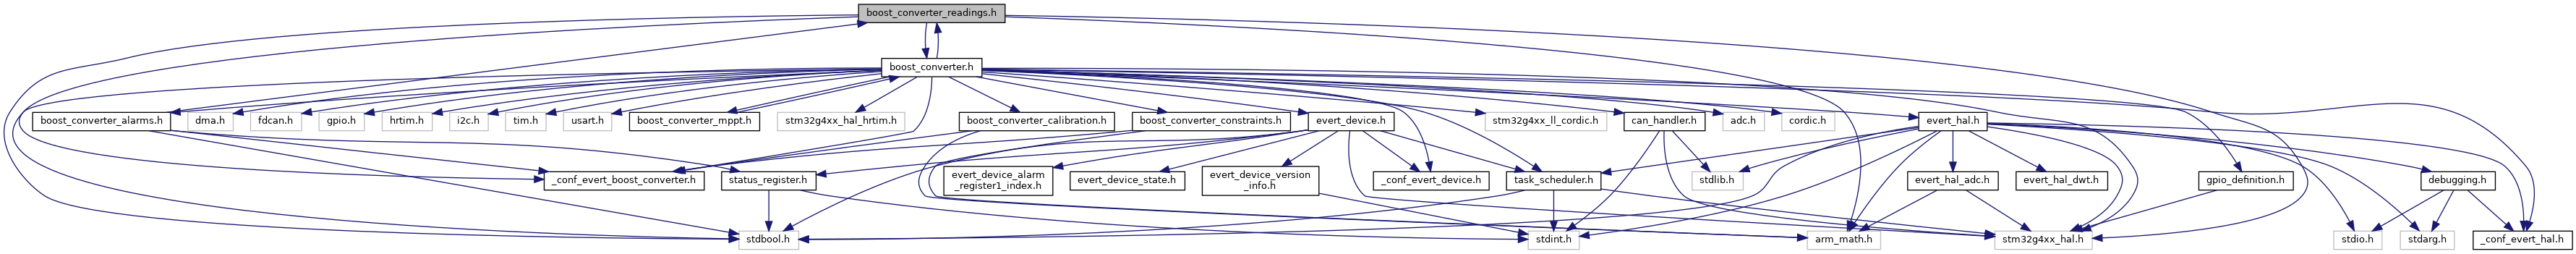 boost_converter_readings.h
boost_converter.h
boost_converter_alarms.h
dma.h
fdcan.h
gpio.h
hrtim.h
i2c.h
tim.h
usart.h
boost_converter_mppt.h
stm32g4xx_hal_hrtim.h
boost_converter_calibration.h
boost_converter_constraints.h
evert_device.h
stm32g4xx_ll_cordic.h
can_handler.h
adc.h
cordic.h
evert_hal.h
_conf_evert_boost_converter.h
status_register.h
evert_device_alarm
_register1_index.h
evert_device_state.h
evert_device_version
_info.h
_conf_evert_device.h
task_scheduler.h
stdlib.h
evert_hal_adc.h
evert_hal_dwt.h
gpio_definition.h
debugging.h
stdbool.h
stdint.h
arm_math.h
stm32g4xx_hal.h
stdio.h
stdarg.h
_conf_evert_hal.h